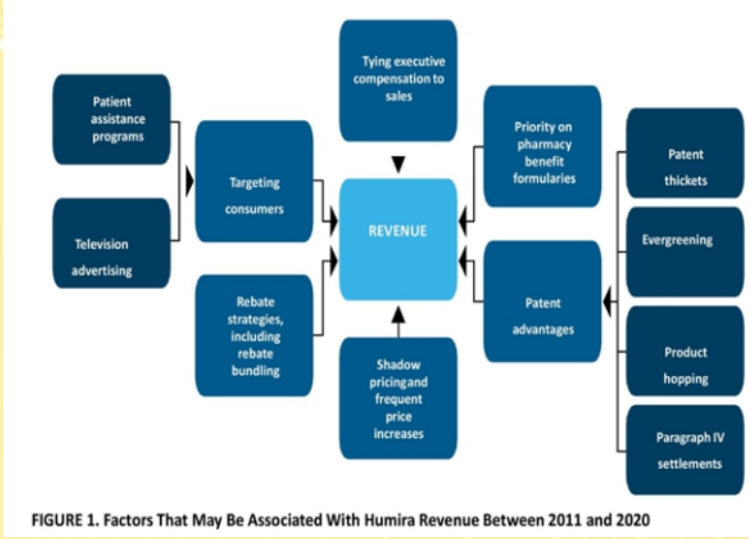 Tying executive
compensation to
sales
Patient
assistance
programs
Priority on
pharmacy
benefit
formularies
Patent
thickets
Targeting
consumers
REVENUE
Television
advertising
Evergreening
Rebate
strategies,
including
rebate
bundling
Patent
advantages
Shadow
pricingand
frequent
price
increases
Product
hopping
Paragraph IV
settlements
FIGURE 1. Factors That May Be Associated With Humira Revenue Between 2011 and 2020